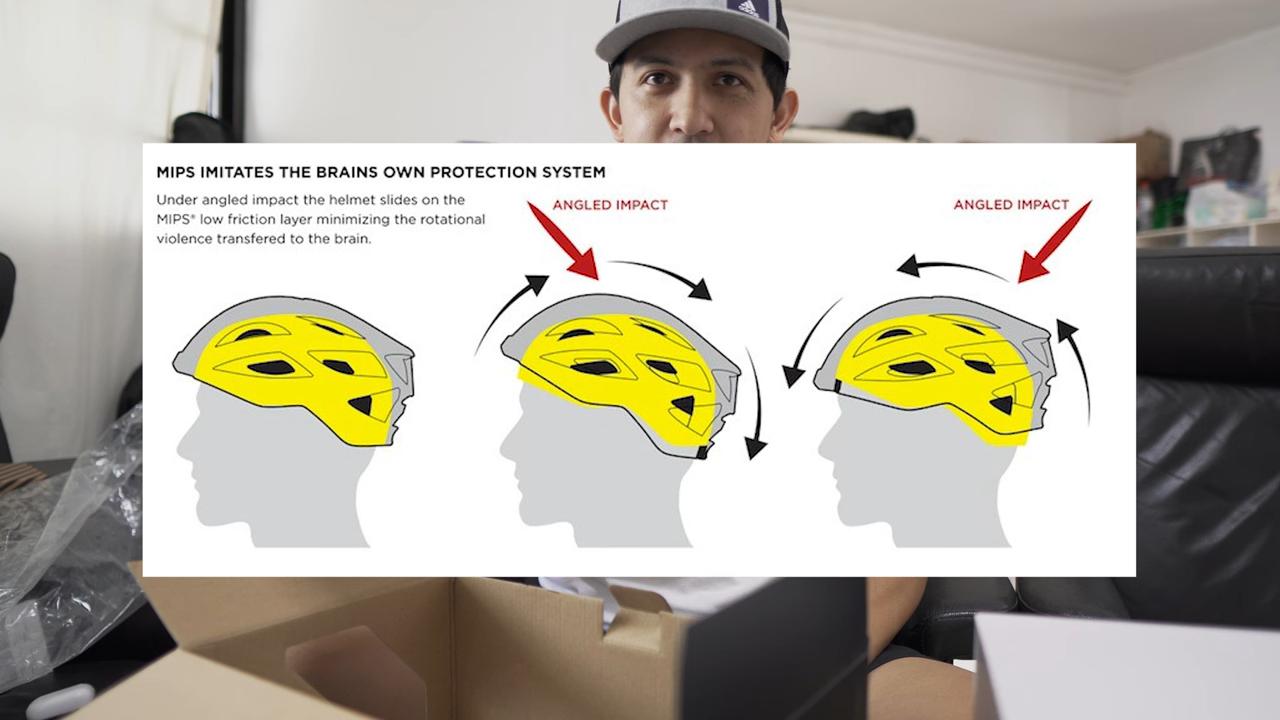 MIPS IMITATES THE BRAINS OWN PROTECTION SYSTEM
Under angled impact the helmet slides on the
MIPS® low friction layer minimizing the rotational
violence transfered to the brain.
ANGLED IMPACT
ANGLED IMPACT